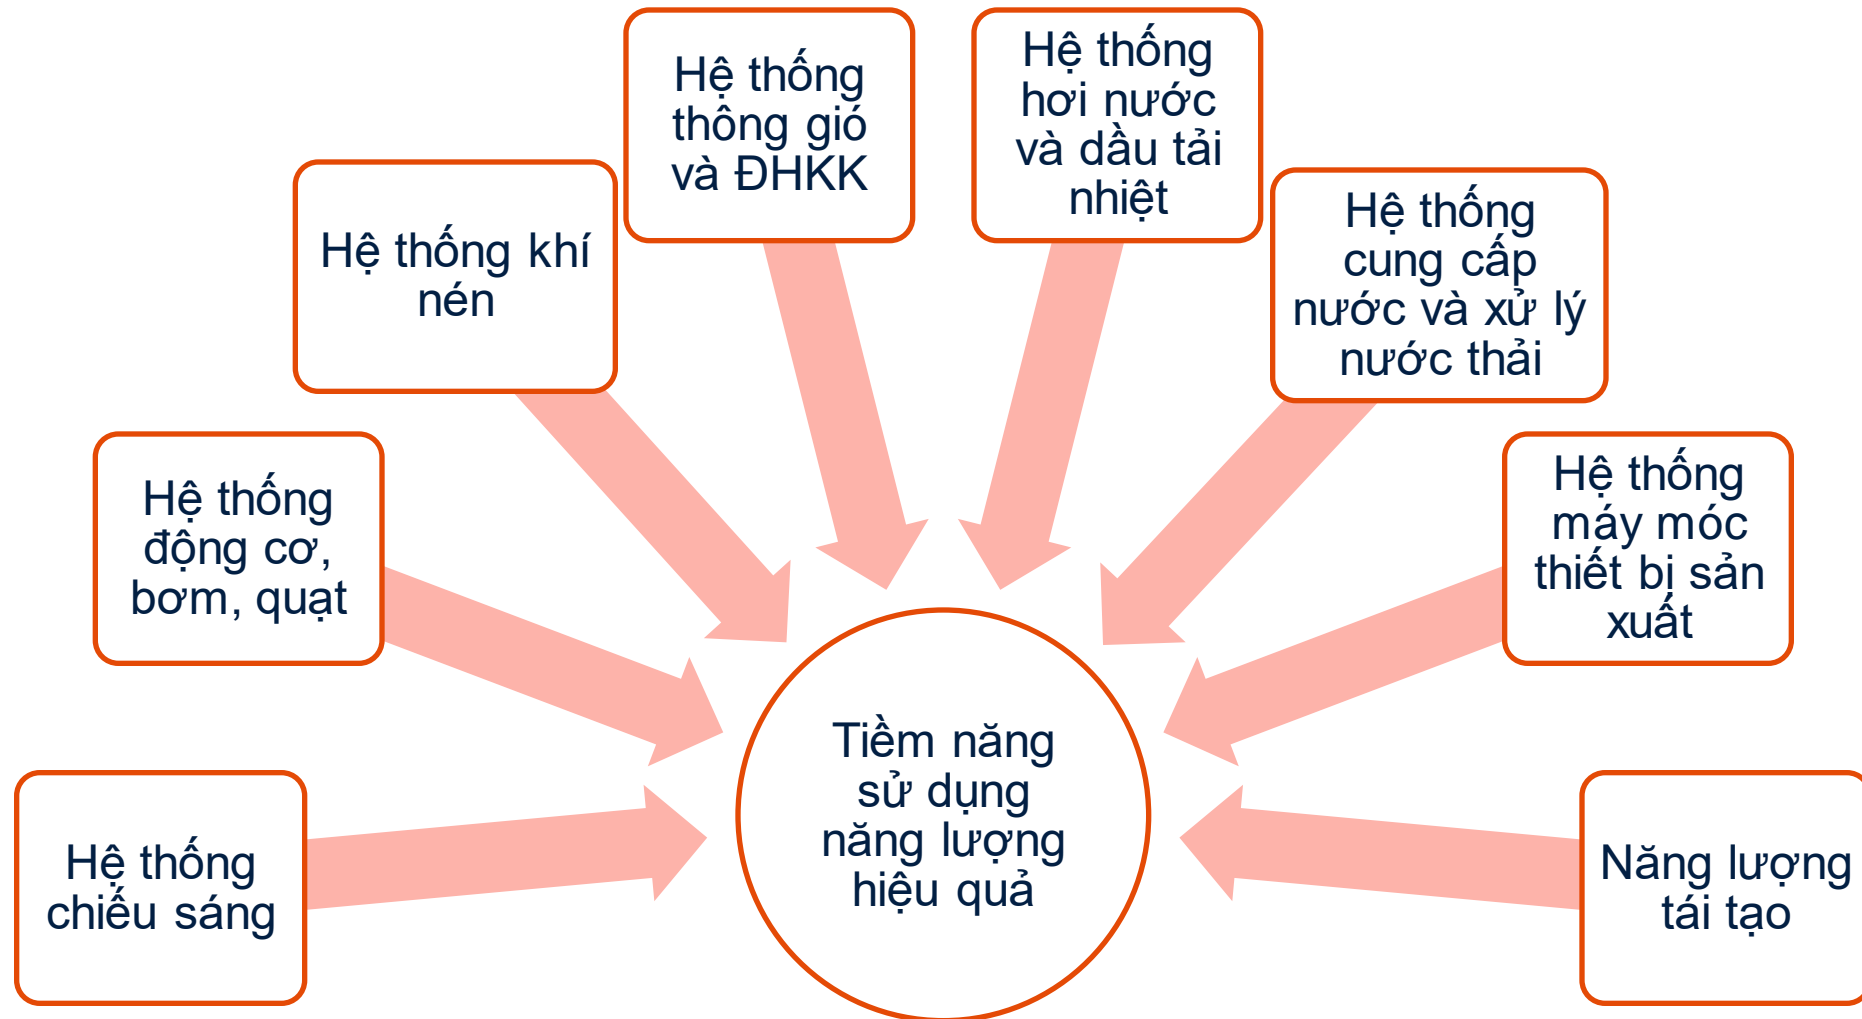 Hệ thống
thông gió
và ĐHKK
Hệ thống
hơi nước
và dầu tải
nhiệt
Hệ thống khí
nén
Hệ thống
cung cấp
nước và xử lý
nước thải
Hệ thống
động cơ,
bơm, quạt
Hệ thống
máy móc
thiết bị sản
xuất
Hệ thống
chiếu sáng
Tiềm năng
sử dụng
năng lượng
hiệu quả
Năng lượng
tái tạo